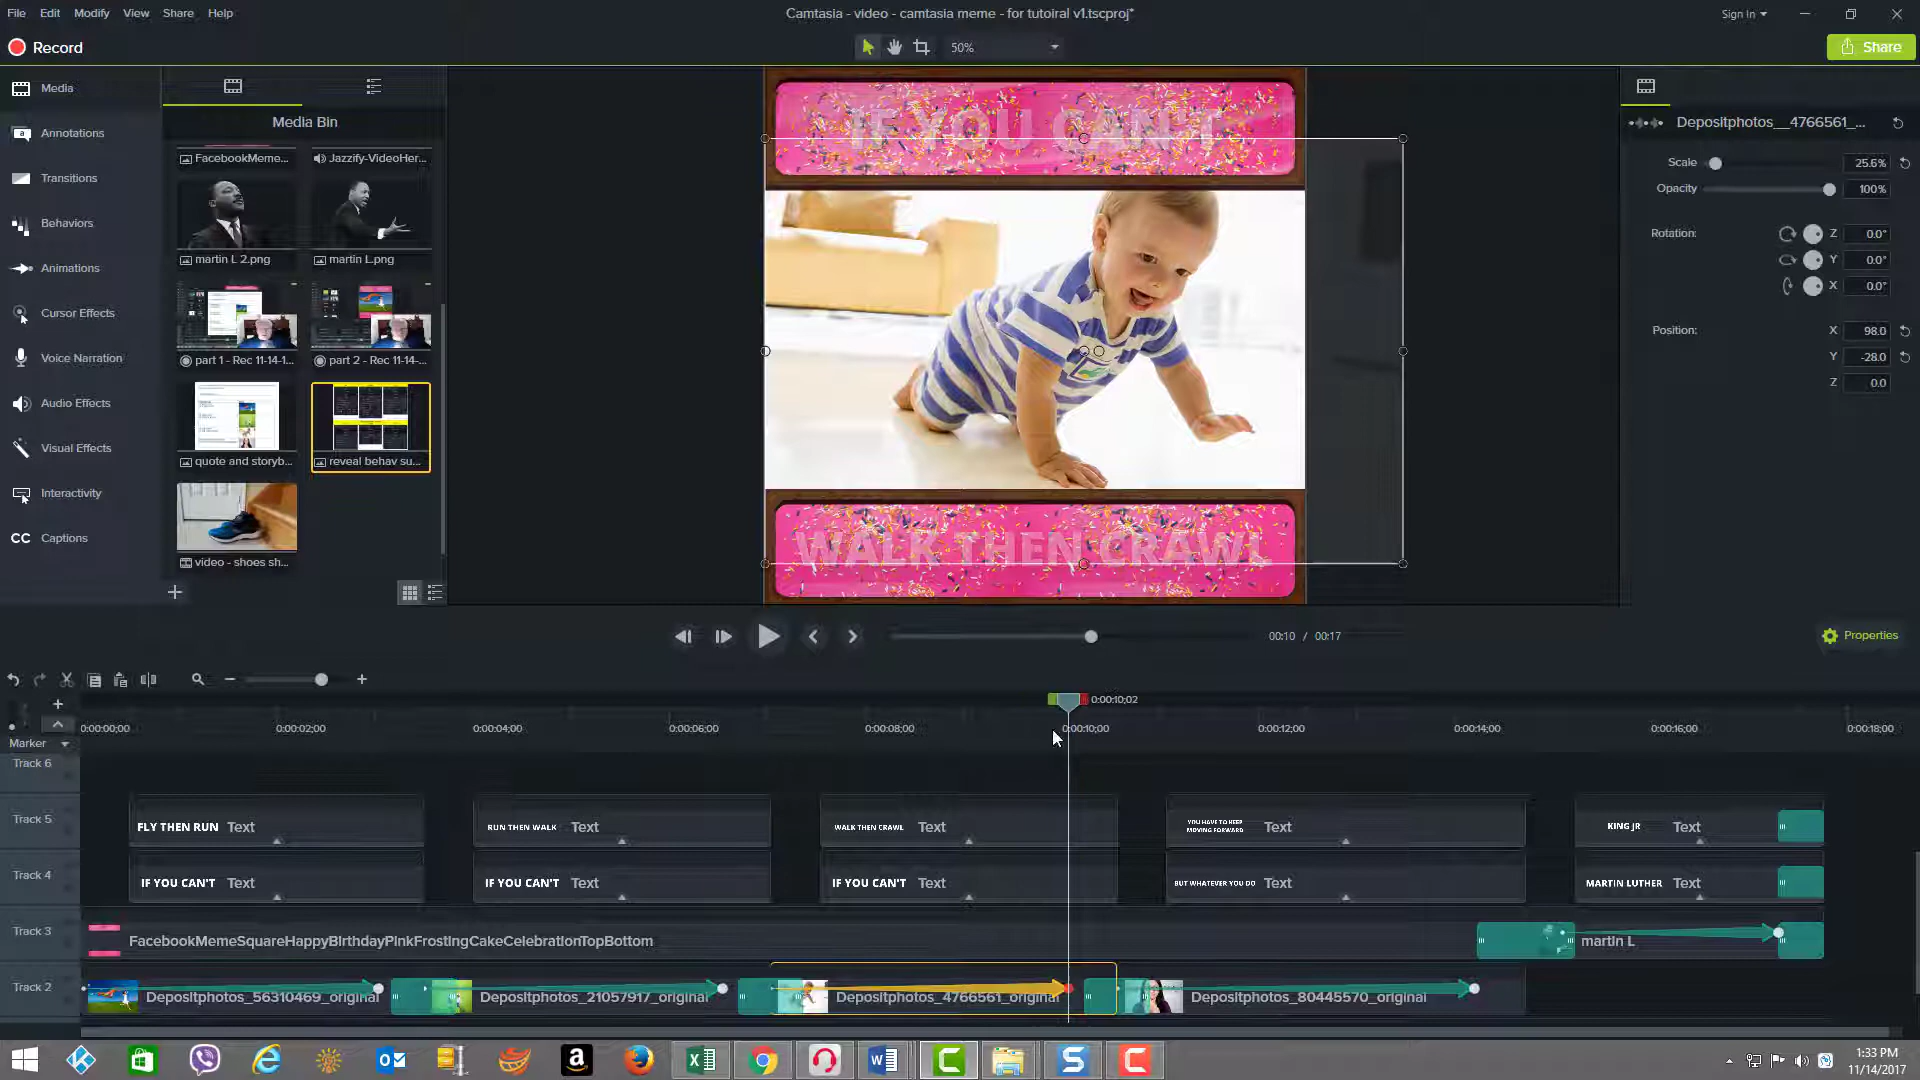 File Edit Modify View Share Help
Camtasia - video - camtasia meme - for tutoiral v1.tscproj*
Sign In
Record
50%
Share
Media
Annotations
Transitions
Behaviors
Animations
Cursor Effects
Voice Narration
Audio Effects
Visual Effects
Interactivity
CC Captions
Media Bin
FacebookMeme...
Jazzify-VideoHer...
martin L 2.png
martin L.png
part 1 - Rec 11-14-1...
part 2 - Rec 11-14-...
quote and storyb...
reveal behav su...
video - shoes sh...
IF YOU CAN'T
WALK THEN CRAWL
Depositphotos__4766561_...
Scale 25.6%
Opacity 100%
Rotation: Z 0.0°
Y 0.0°
X 0.0°
Position: X 98.0
Y -28.0
Z 0.0
00:10 / 00:17
Properties
0:00:10;02
0:00:00;00 0:00:02;00 0:00:04;00 0:00:06;00 0:00:08;00 0:00:10;00 0:00:12;00 0:00:14;00 0:00:16;00 0:00:18;00
Marker
Track 6
Track 5
FLY THEN RUN Text
RUN THEN WALK Text
WALK THEN CRAWL Text
YOU HAVE TO KEEP
MOVING FORWARD Text
KING JR Text
Track 4
IF YOU CAN'T Text
IF YOU CAN'T Text
IF YOU CAN'T Text
BUT WHATEVER YOU DO Text
MARTIN LUTHER Text
Track 3
FacebookMemeSquareHappyBirthdayPinkFrostingCakeCelebrationTopBottom
martin L
Track 2
Depositphotos_56310469_original
Depositphotos_21057917_original
Depositphotos_4766561_original
Depositphotos_80445570_original
1:33 PM
11/14/2017